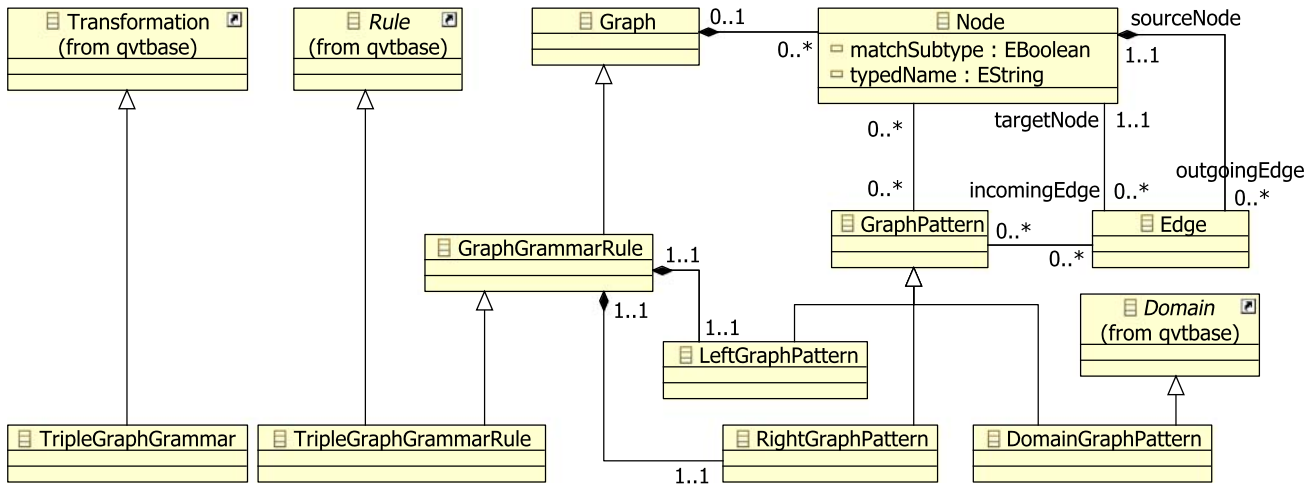 Transformation
(from qvtbase)
Rule
(from qvtbase)
Graph
0..1
0..*
Node
matchSubtype : EBoolean
typedName : EString
sourceNode
1..1
0..*
targetNode
1..1
outgoingEdge
0..*
incomingEdge
0..*
0..*
GraphPattern
0..*
0..*
Edge
GraphGrammarRule
1..1
1..1
1..1
LeftGraphPattern
Domain
(from qvtbase)
TripleGraphGrammar
TripleGraphGrammarRule
RightGraphPattern
1..1
DomainGraphPattern